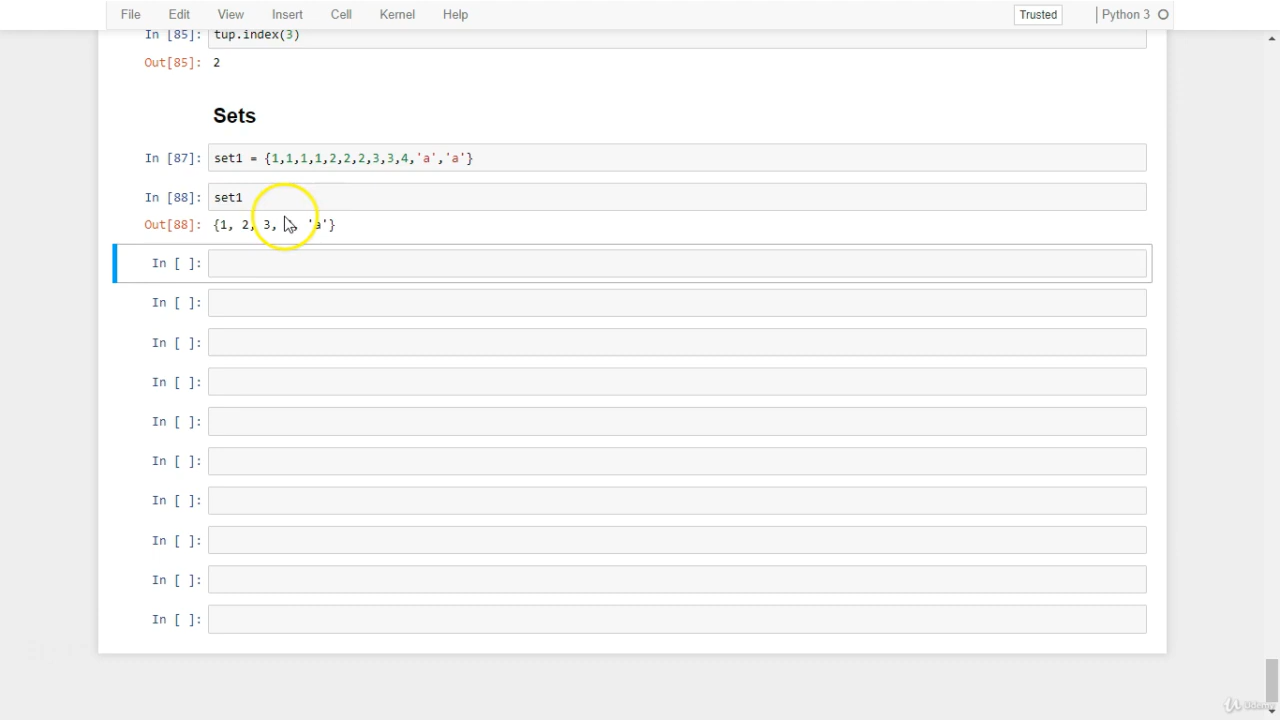 File Edit View Insert Cell Kernel Help Trusted Python 3
In [85]: tup.index(3)
Out[85]: 2
Sets
In [87]: set1 = {1,1,1,1,2,2,2,3,3,4,'a','a'}
In [88]: set1
Out[88]: {1, 2, 3, 'a'}
In [ ]:
In [ ]:
In [ ]:
In [ ]:
In [ ]:
In [ ]:
In [ ]:
In [ ]:
In [ ]:
In [ ]:
Udemy